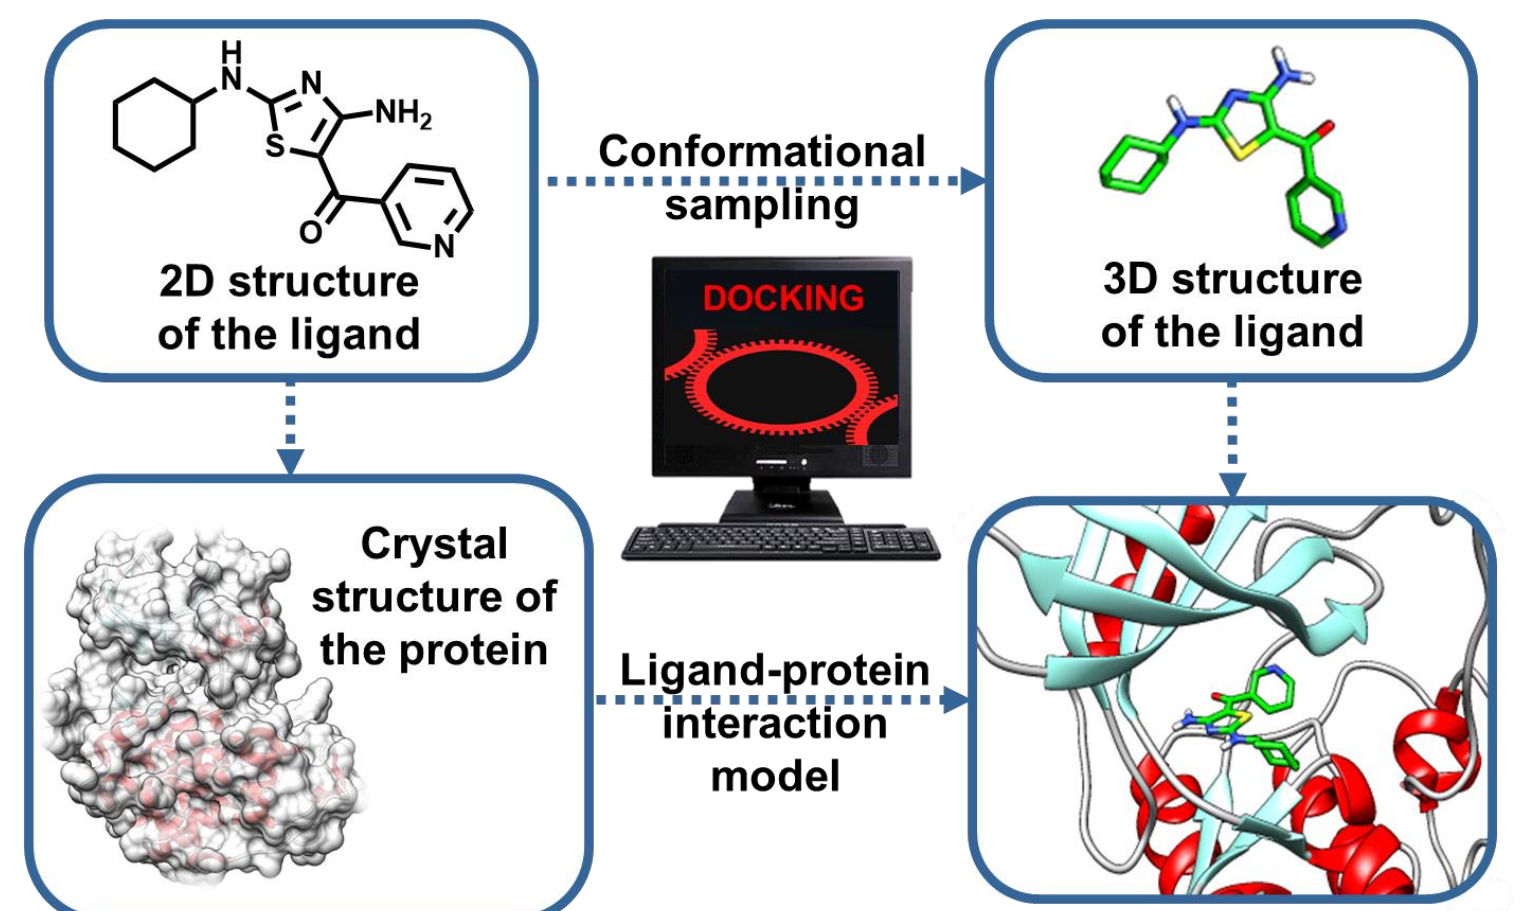 H
N
N
NH2
S
O
N
2D structure
of the ligand
Conformational
sampling
3D structure
of the ligand
DOCKING
Crystal
structure of
the protein
Ligand-protein
interaction
model